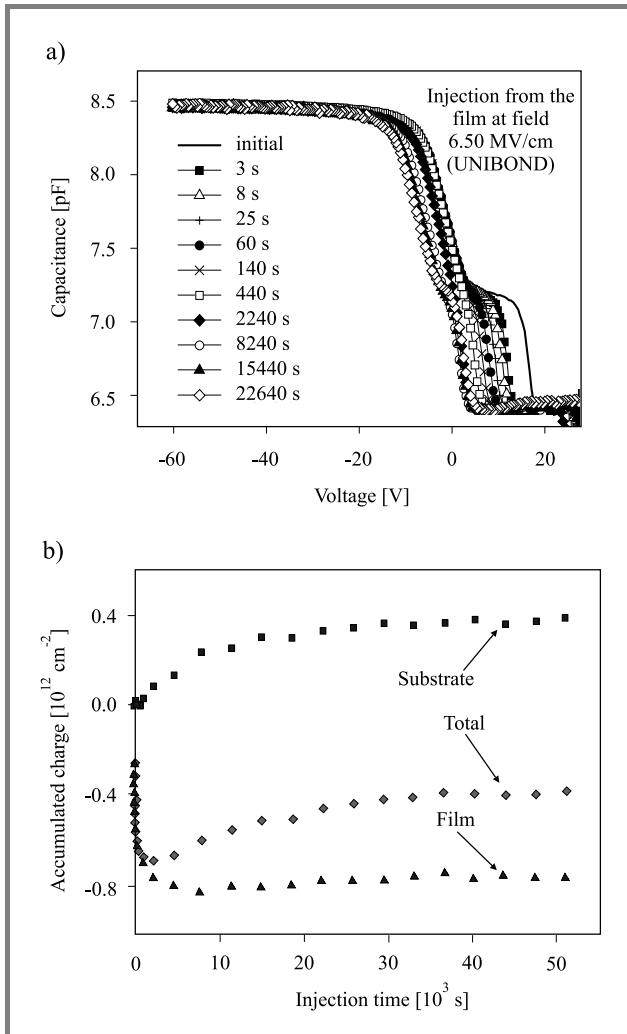 a)
Injection from the
film at field
6.50 MV/cm
(UNIBOND)
initial
3 s
8 s
25 s
60 s
140 s
440 s
2240 s
8240 s
15440 s
22640 s
Capacitance [pF]
8.5
8.0
7.5
7.0
6.5
-60 -40 -20 0 20
Voltage [V]
b)
Accumulated charge [10^12 cm^-2]
0.4
0.0
-0.4
-0.8
Substrate
Total
Film
0 10 20 30 40 50
Injection time [10^3 s]